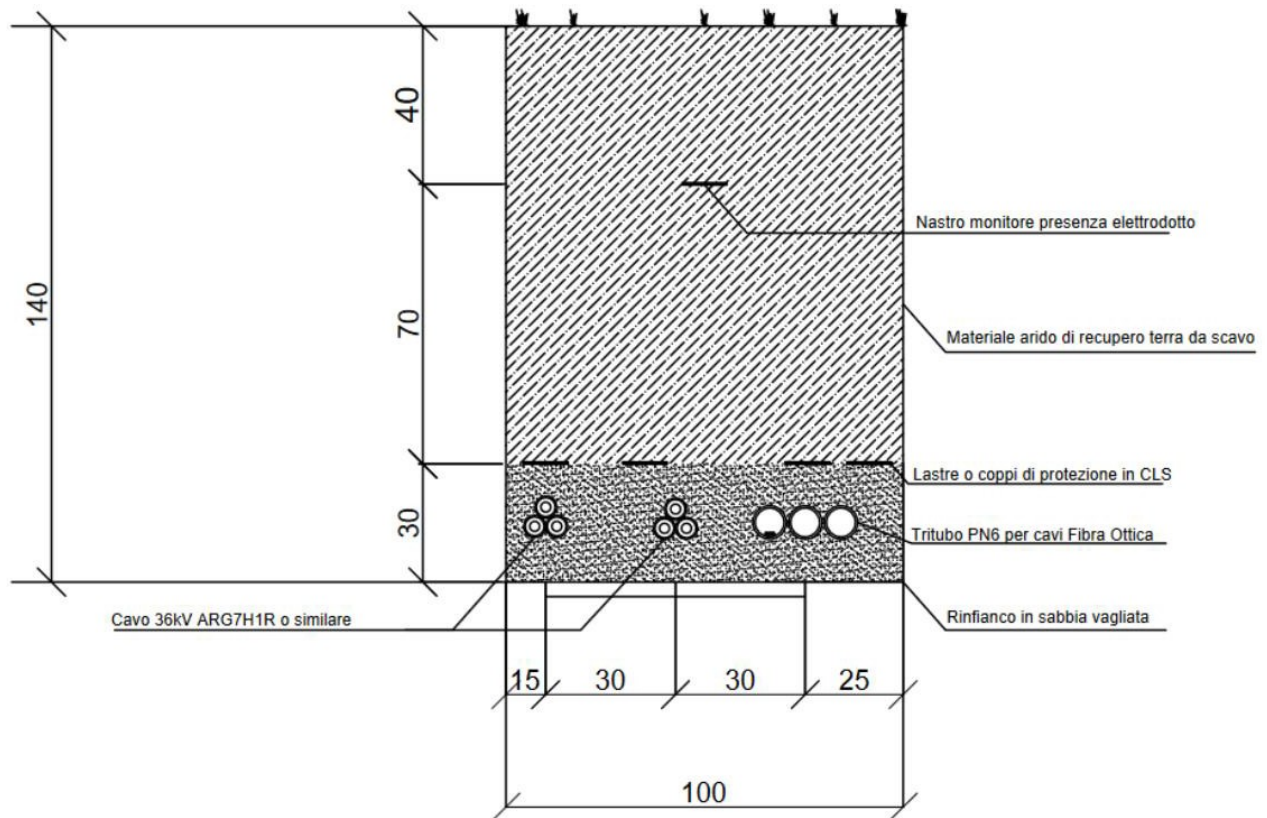 40
Nastro monitore presenza elettrodotto
140
70
Materiale arido di recupero terra da scavo
Lastre o coppi di protezione in CLS
30
Tritubo PN6 per cavi Fibra Ottica
Cavo 36kV ARG7H1R o similare
Rinfianco in sabbia vagliata
15 30 30 25
100